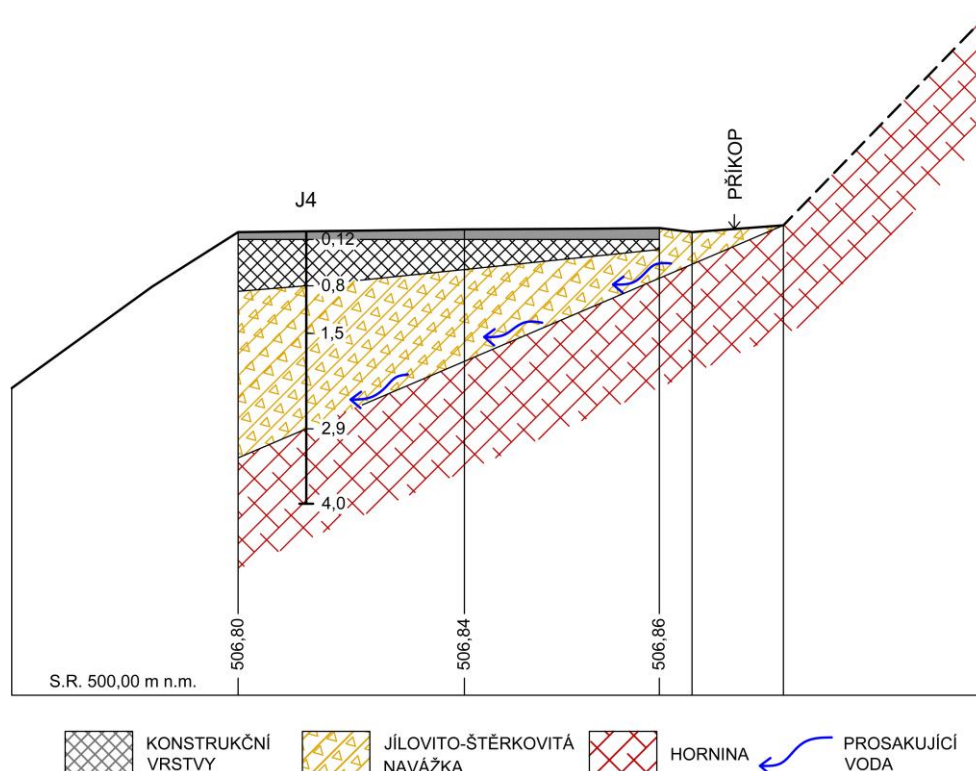 J4
PŘÍKOP
0,12
0,8
1,5
2,9
4,0
506,80
506,84
506,86
S.R. 500,00 m n.m.
KONSTRUKČNÍ
VRSTVY
JÍLOVITO-ŠTĚRKOVITÁ
NAVÁŽKA
HORNINA
PROSAKUJÍCÍ
VODA